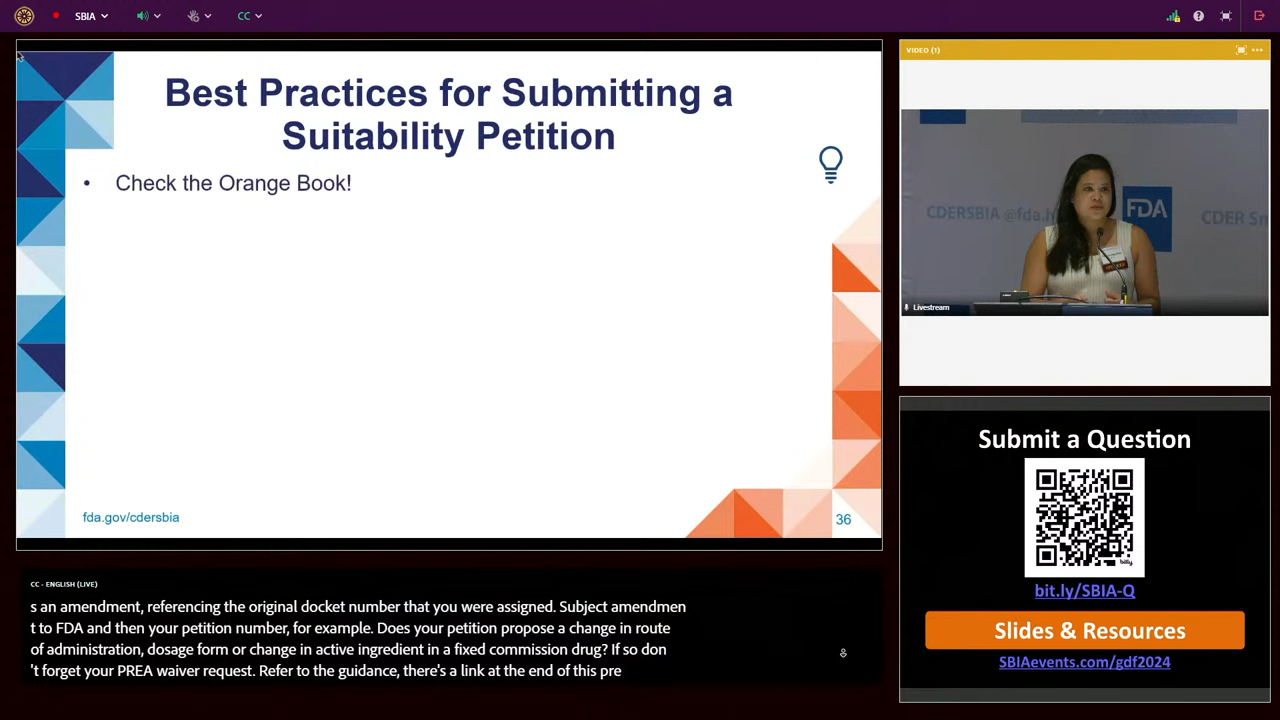 SBIA
CC
Best Practices for Submitting a
Suitability Petition
• Check the Orange Book!
fda.gov/cdersbia
36
VIDEO (1)
CDERSBIA @fda.h
FDA
CDER Sm
Livestream
CC - ENGLISH (LIVE)
s an amendment, referencing the original docket number that you were assigned. Subject amendmen
t to FDA and then your petition number, for example. Does your petition propose a change in route
of administration, dosage form or change in active ingredient in a fixed commission drug? If so don
't forget your PREA waiver request. Refer to the guidance, there's a link at the end of this pre
Submit a Question
bitly
bit.ly/SBIA-Q
Slides & Resources
SBIAevents.com/gdf2024